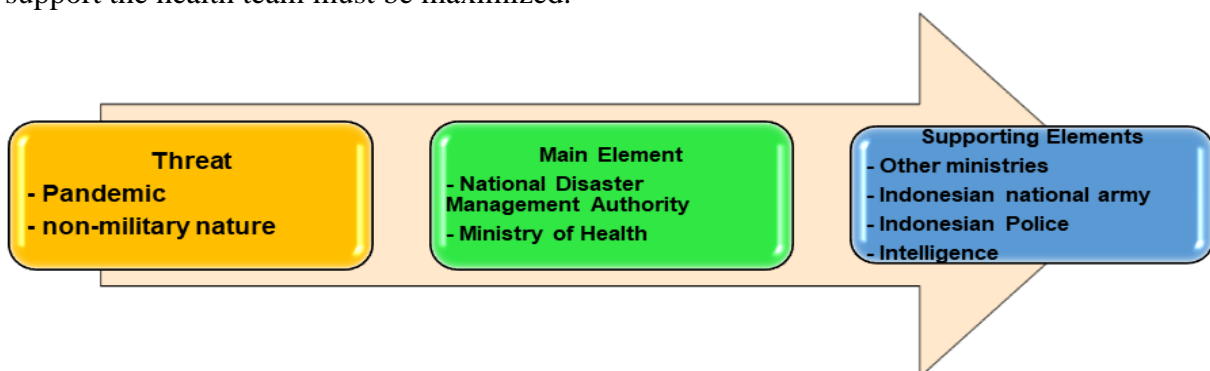 support the health team must be maximized.
Threat
- Pandemic
- non-military nature
Main Element
- National Disaster
Management Authority
- Ministry of Health
Supporting Elements
- Other ministries
- Indonesian national army
- Indonesian Police
- Intelligence